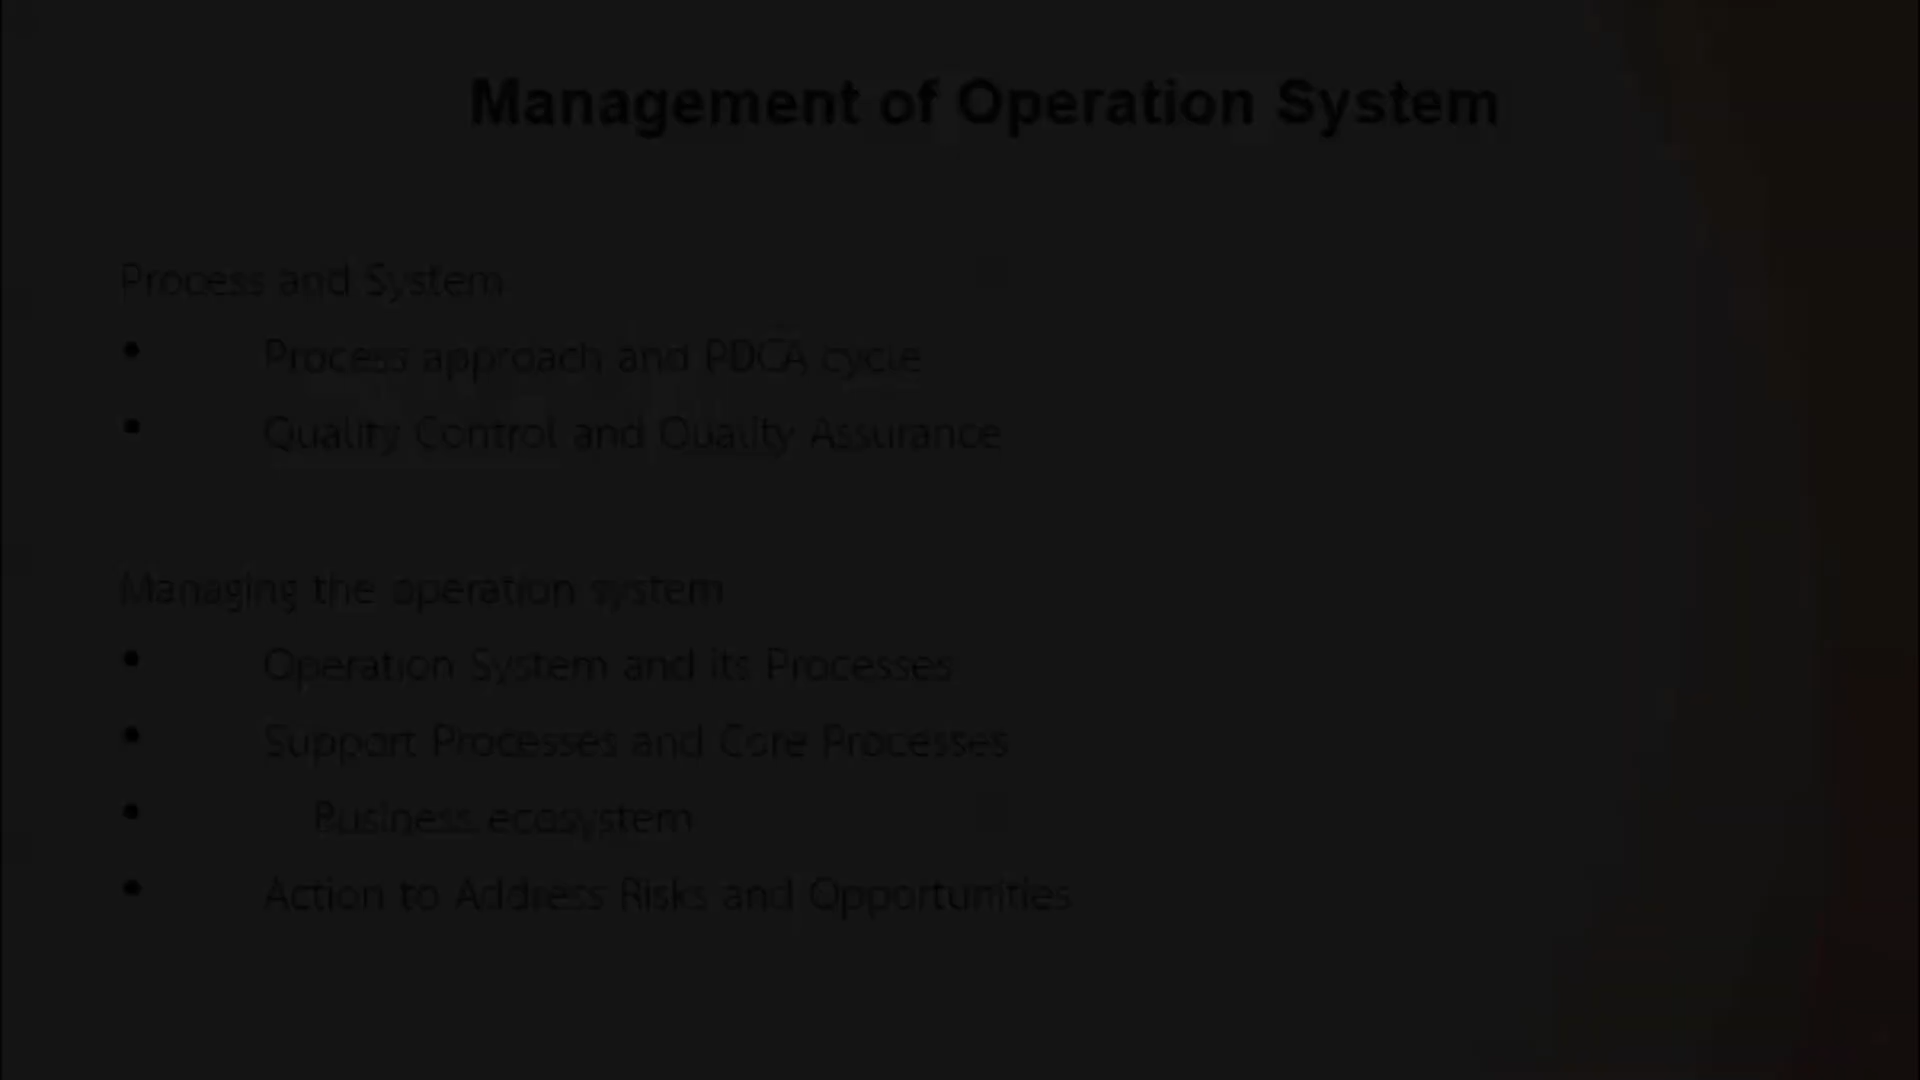 Management of Operation System
Process and System
• Process approach and PDCA cycle
• Quality Control and Quality Assurance
Managing the operation system
• Operation System and its Processes
• Support Processes and Core Processes
• Business ecosystem
• Action to Address Risks and Opportunities